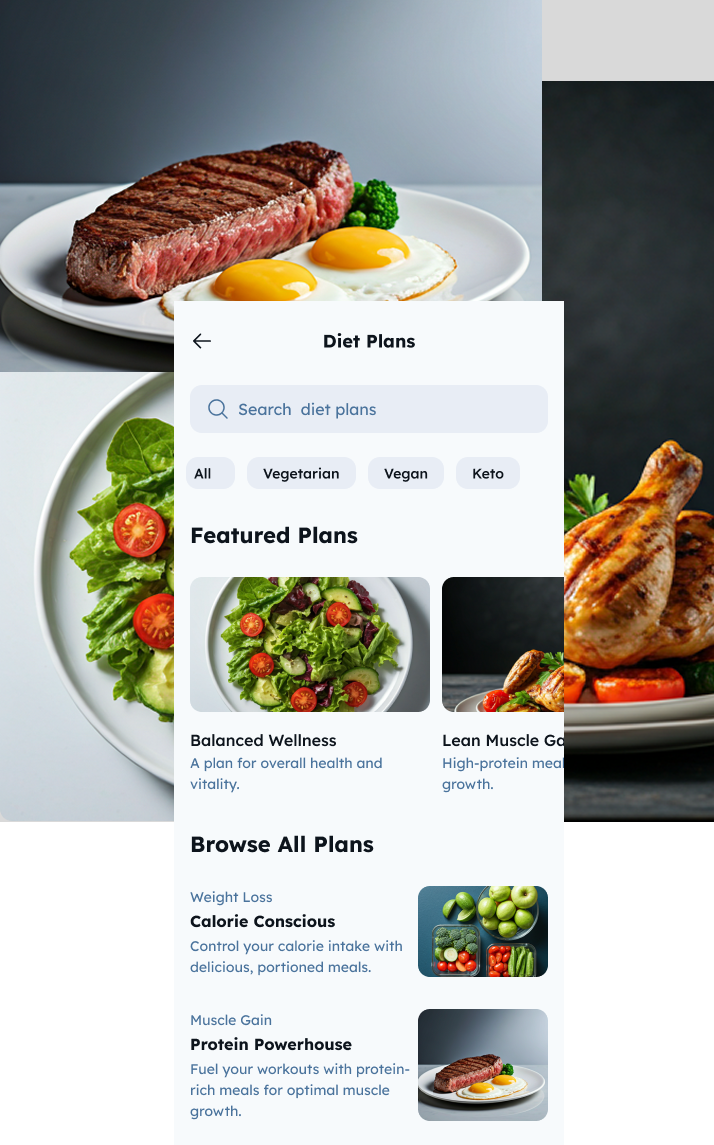 Diet Plans
Search  diet plans
All
Vegetarian
Vegan
Keto
Featured Plans
Balanced Wellness
A plan for overall health and
vitality.
Lean Muscle
High-protein
growth.
Browse All Plans
Weight Loss
Calorie Conscious
Control your calorie intake with
delicious, portioned meals.
Muscle Gain
Protein Powerhouse
Fuel your workouts with protein-
rich meals for optimal muscle
growth.